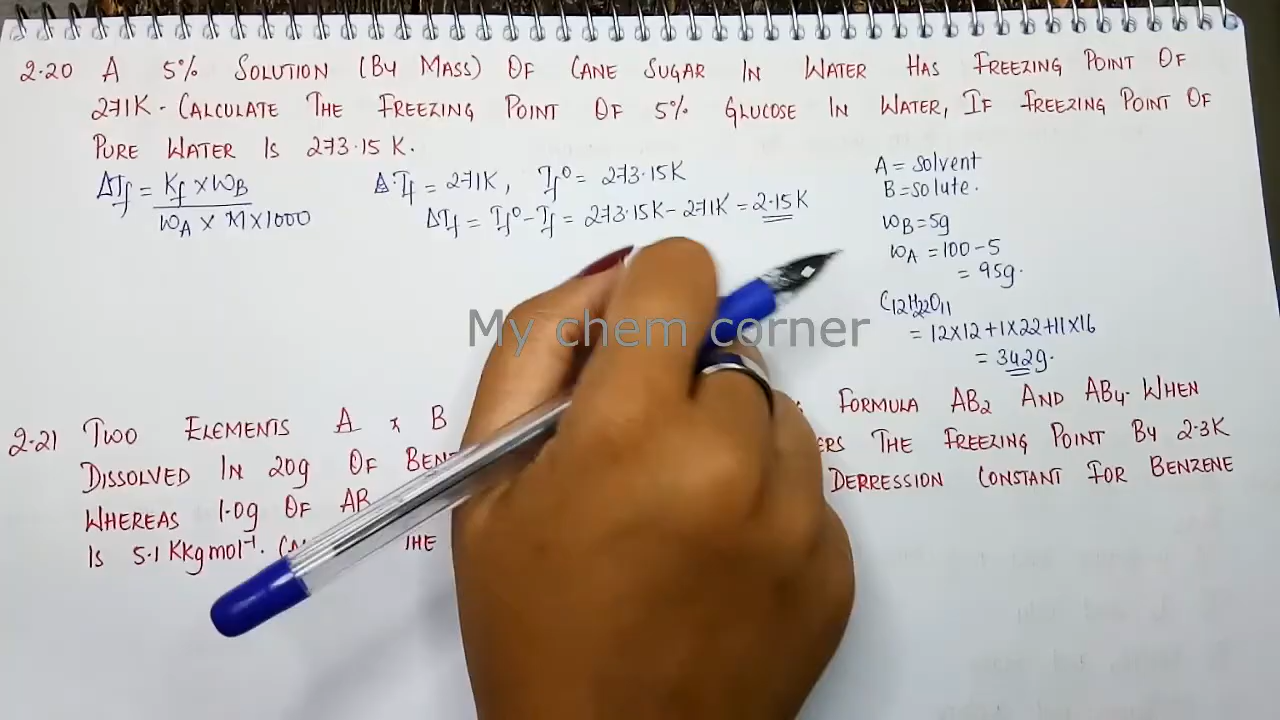 2.20 A 5% SOLUTION (BY MASS) OF CANE SUGAR IN WATER HAS FREEZING POINT OF
271K. CALCULATE THE FREEZING POINT OF 5% GLUCOSE IN WATER, IF FREEZING POINT OF
PURE WATER IS 273.15 K.
ΔTf = Kf × WB / WA × M × 1000
ΔTf = 271K, Tf° = 273.15K
ΔTf = Tf° - Tf = 273.15K - 271K = 2.15K
A = Solvent
B = Solute.
WB = 5g
WA = 100 - 5
= 95g.
C12H22O11
= 12×12 + 1×22 + 11×16
= 342g.
My chem corner
2.21 TWO ELEMENTS A & B FORMULA AB2 AND AB4. WHEN
DISSOLVED IN 20g OF THE FREEZING POINT BY 2.3K
WHEREAS 1.0g OF DERRESSION CONSTANT FOR BENZENE
IS 5.1 KKgmol-1. THE